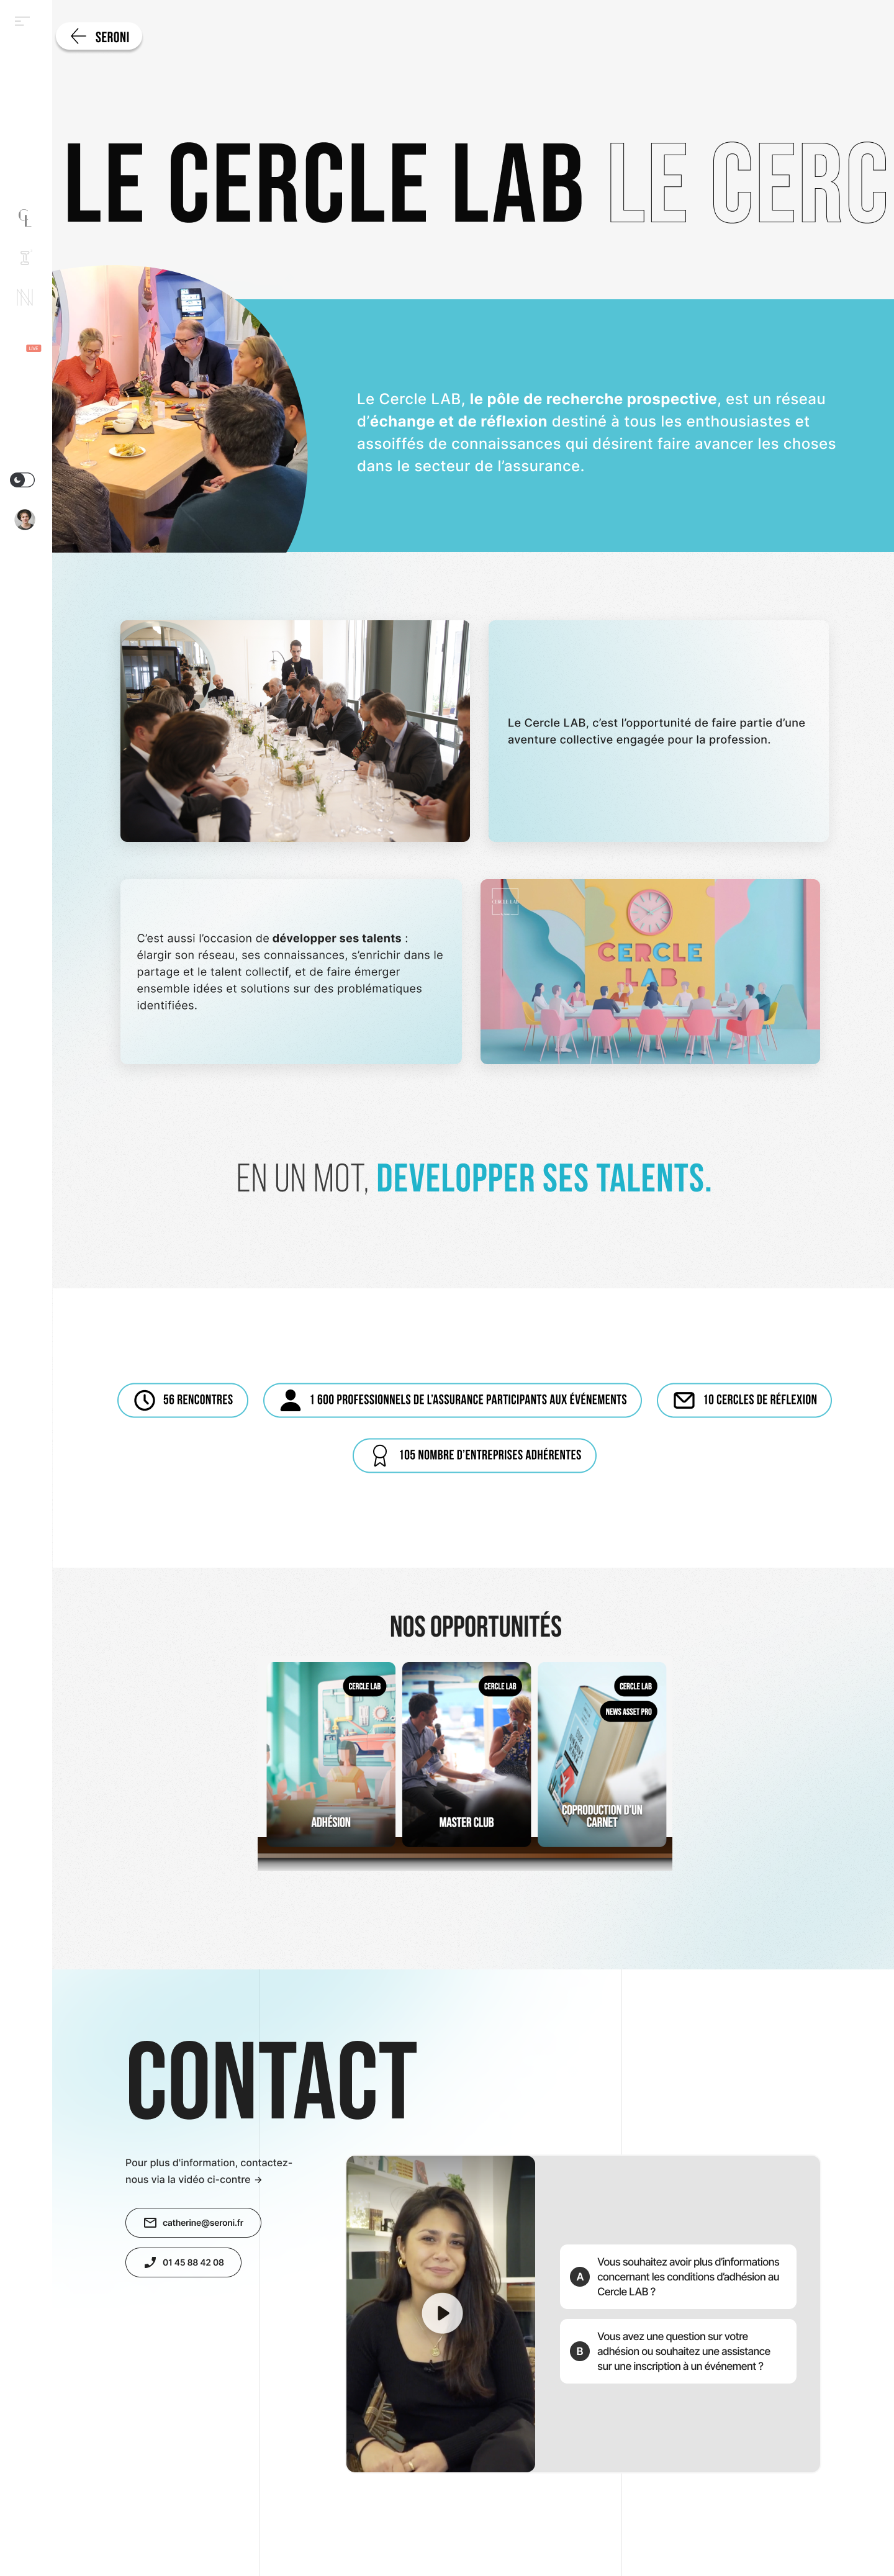 SERONI
LE CERCLE LAB LE CERC
CL
I
N
LIVE
Le Cercle LAB, le pôle de recherche prospective, est un réseau
d’échange et de réflexion destiné à tous les enthousiastes et
assoiffés de connaissances qui désirent faire avancer les choses
dans le secteur de l’assurance.
Le Cercle LAB, c’est l’opportunité de faire partie d’une
aventure collective engagée pour la profession.
C’est aussi l’occasion de développer ses talents :
élargir son réseau, ses connaissances, s’enrichir dans le
partage et le talent collectif, et de faire émerger
ensemble idées et solutions sur des problématiques
identifiées.
CERCLE
LAB
EN UN MOT, DEVELOPPER SES TALENTS.
56 RENCONTRES
1 600 PROFESSIONNELS DE L’ASSURANCE PARTICIPANTS AUX ÉVÉNEMENTS
10 CERCLES DE RÉFLEXION
105 NOMBRE D’ENTREPRISES ADHÉRENTES
NOS OPPORTUNITÉS
CERCLE LAB
ADHÉSION
CERCLE LAB
MASTER CLUB
CERCLE LAB
NEWS ASSET PRO
COPRODUCTION D’UN
CARNET
CONTACT
Pour plus d’information, contactez-
nous via la vidéo ci-contre →
catherine@seroni.fr
01 45 88 42 08
A
Vous souhaitez avoir plus d’informations
concernant les conditions d’adhésion au
Cercle LAB ?
B
Vous avez une question sur votre
adhésion ou souhaitez une assistance
sur une inscription à un événement ?